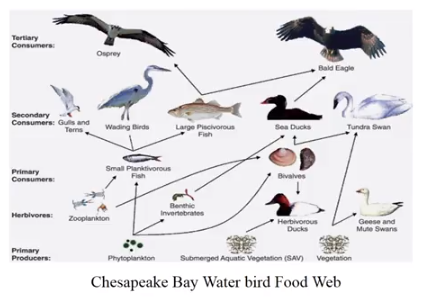 Tertiary
Consumers:
Osprey
Bald Eagle
Secondary
Consumers:
Gulls and
Terns
Wading Birds
Large Piscivorous
Fish
Sea Ducks
Tundra Swan
Primary
Consumers:
Small Planktivorous
Fish
Bivalves
Herbivores:
Zooplankton
Benthic
Invertebrates
Herbivorous
Ducks
Geese and
Mute Swans
Primary
Producers:
Phytoplankton
Submerged Aquatic Vegetation (SAV)
Vegetation
Chesapeake Bay Water bird Food Web